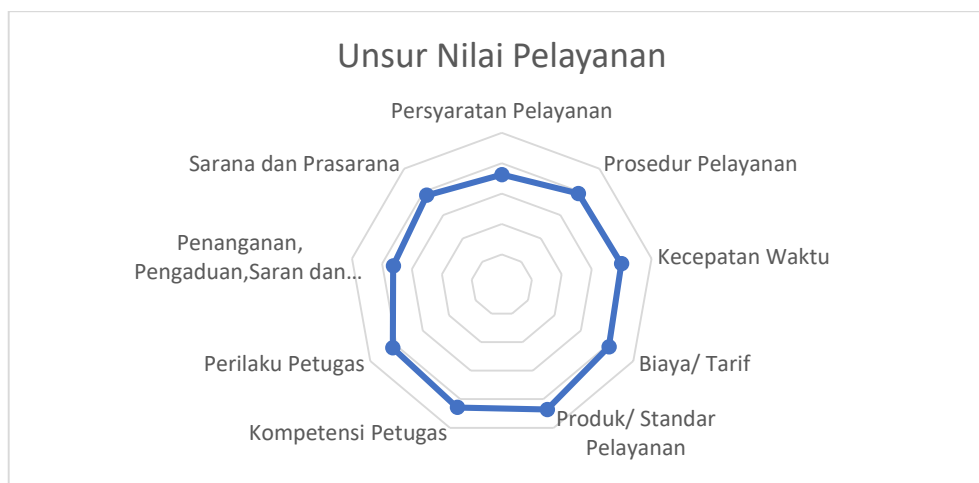 Unsur Nilai Pelayanan
Persyaratan Pelayanan
Prosedur Pelayanan
Kecepatan Waktu
Biaya/ Tarif
Produk/ Standar
Pelayanan
Kompetensi Petugas
Perilaku Petugas
Penanganan,
Pengaduan,Saran dan…
Sarana dan Prasarana